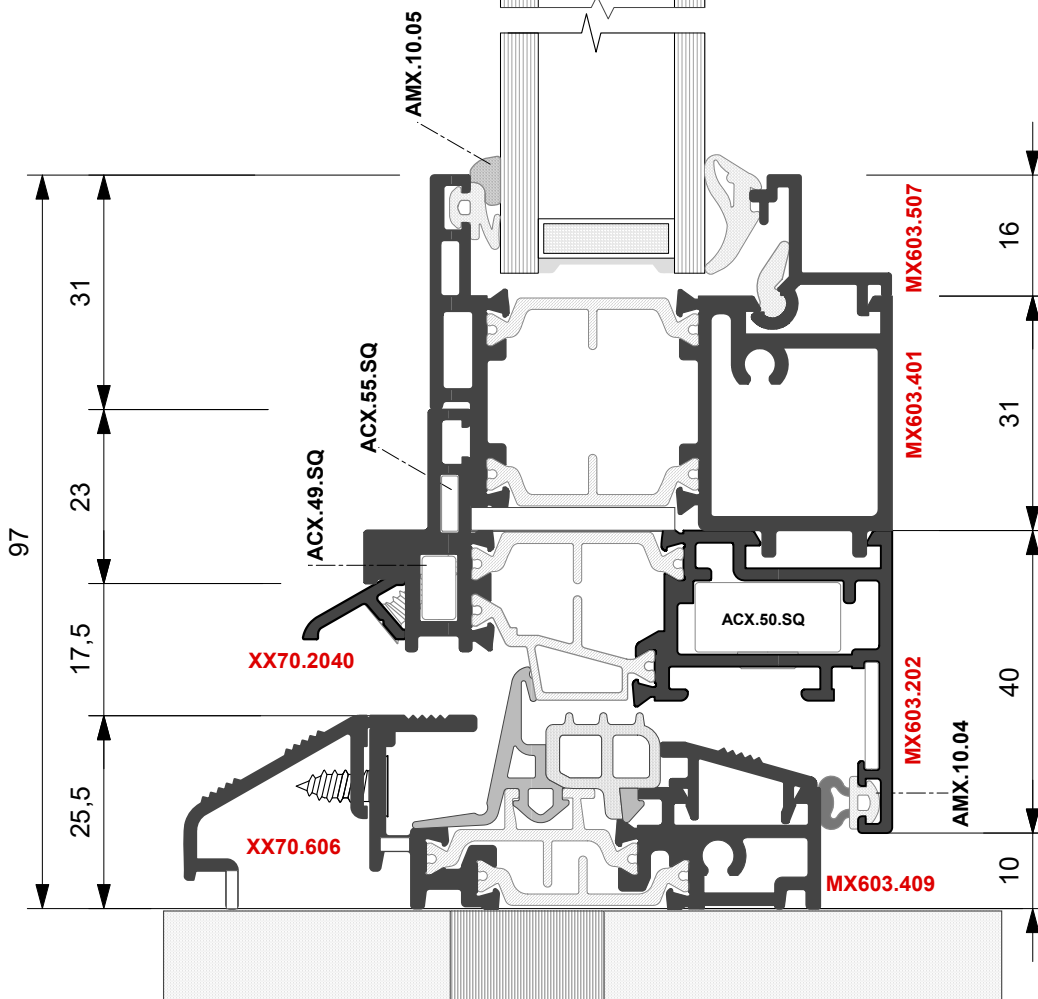 AMX.10.05
MX603.507
16
31
ACX.55.SQ
MX603.401
31
ACX.49.SQ
23
97
ACX.50.SQ
17,5
XX70.2040
MX603.202
40
AMX.10.04
25,5
XX70.606
MX603.409
10